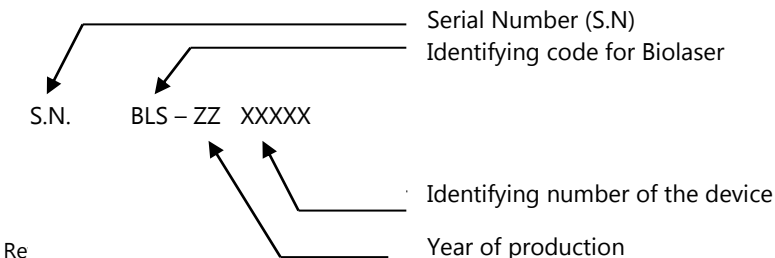 Serial Number (S.N)
Identifying code for Biolaser
S.N. BLS – ZZ XXXXX
Identifying number of the device
Re
Year of production